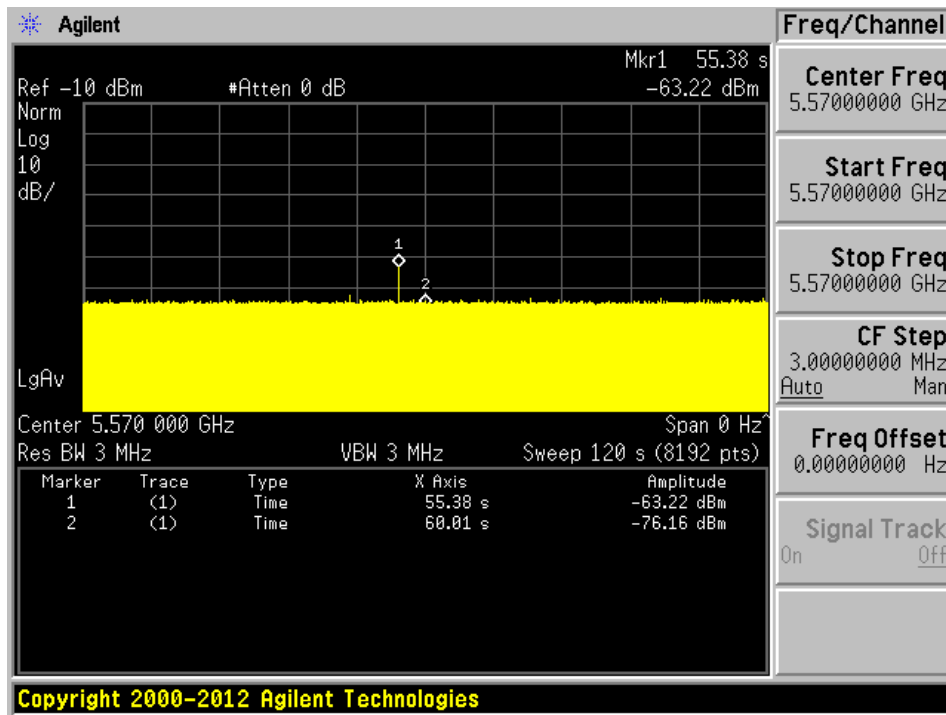 Agilent
Freq/Channel
Mkr1 55.38 s
Ref -10 dBm #Atten 0 dB -63.22 dBm
Norm
Log
10
dB/
1
2
LgAv
Center 5.570 000 GHz Span 0 Hz^
Res BW 3 MHz VBW 3 MHz Sweep 120 s (8192 pts)
Marker Trace Type X Axis Amplitude
1 (1) Time 55.38 s -63.22 dBm
2 (1) Time 60.01 s -76.16 dBm
Center Freq
5.57000000 GHz
Start Freq
5.57000000 GHz
Stop Freq
5.57000000 GHz
CF Step
3.00000000 MHz
Auto Man
Freq Offset
0.00000000 Hz
Signal Track
On Off
Copyright 2000-2012 Agilent Technologies